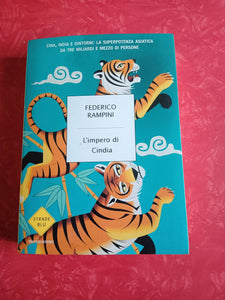 CINA, INDIA E DINTORNI: LA SUPERPOTENZA ASIATICA
DA TRE MILIARDI E MEZZO DI PERSONE
FEDERICO
RAMPINI
L'impero di
Cindia
STRADE
BLU
MONDADORI